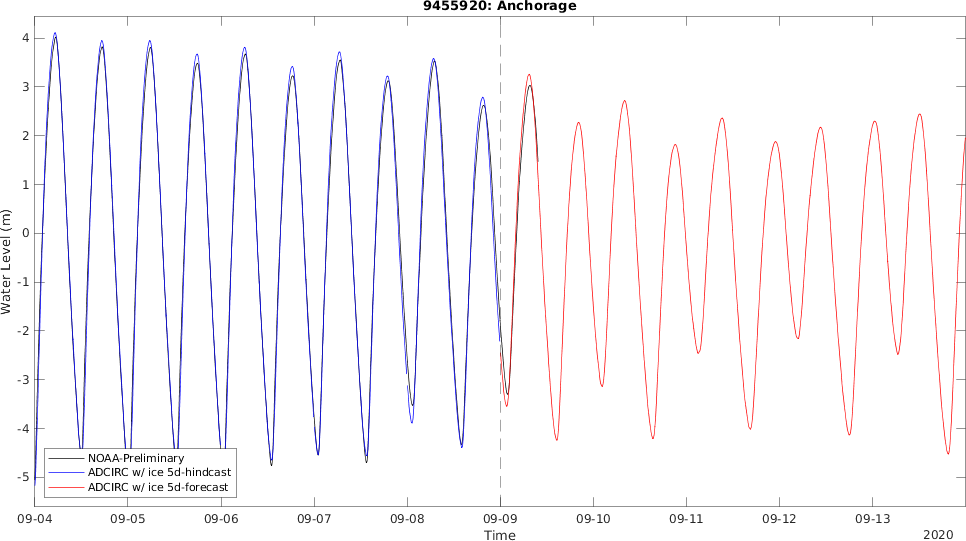 9455920: Anchorage
4
3
2
1
0
-1
-2
-3
-4
-5
Water Level (m)
NOAA-Preliminary
ADCIRC w/ ice 5d-hindcast
ADCIRC w/ ice 5d-forecast
09-04 09-05 09-06 09-07 09-08 09-09 09-10 09-11 09-12 09-13
Time
2020